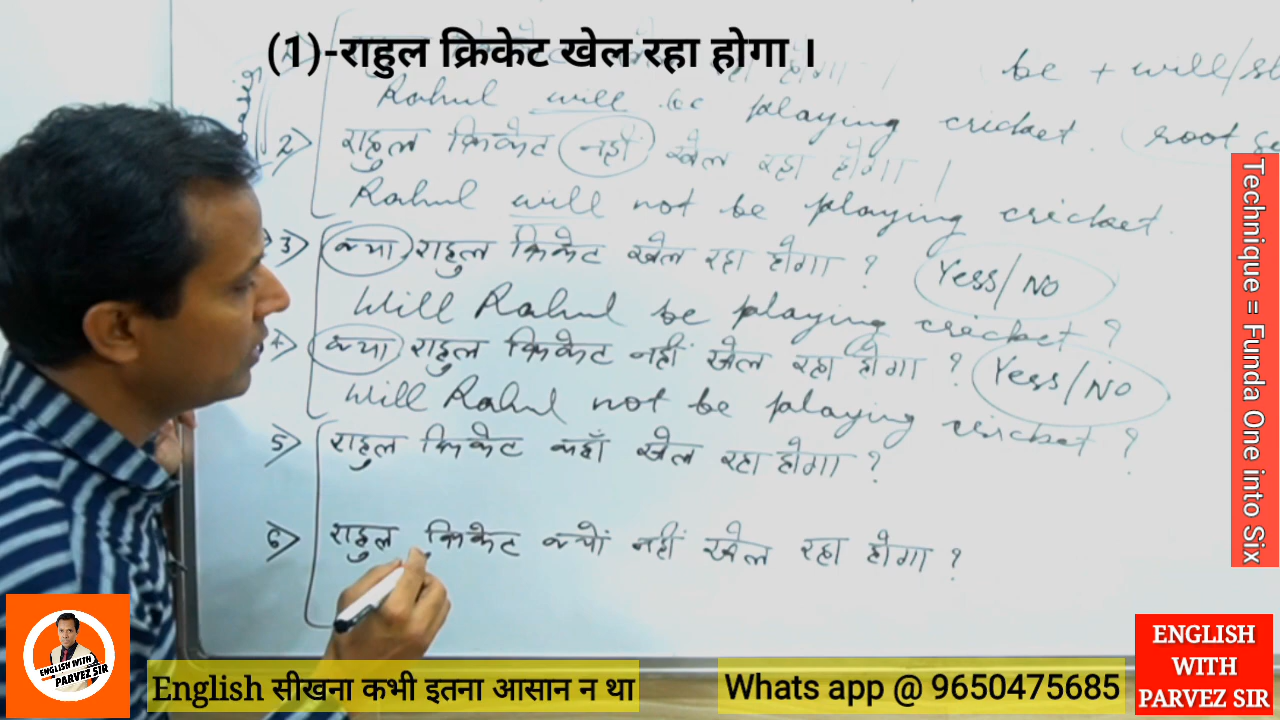 (1)-राहुल क्रिकेट खेल रहा होगा ।
be + will/s
Rahul will be playing cricket.
root
2> राहुल क्रिकेट नहीं खेल रहा होगा |
Rahul will not be playing cricket.
3> क्या राहुल क्रिकेट खेल रहा होगा ? Yess/No
Will Rahul be playing cricket ?
4> क्या राहुल क्रिकेट नहीं खेल रहा होगा ? Yess/No
Will Rahul not be playing cricket ?
5> राहुल क्रिकेट कहाँ खेल रहा होगा ?
6> राहुल क्रिकेट क्यों नहीं खेल रहा होगा ?
Technique = Funda One into Six
ENGLISH WITH
PARVEZ SIR
English सीखना कभी इतना आसान न था
Whats app @ 9650475685
ENGLISH
WITH
PARVEZ SIR